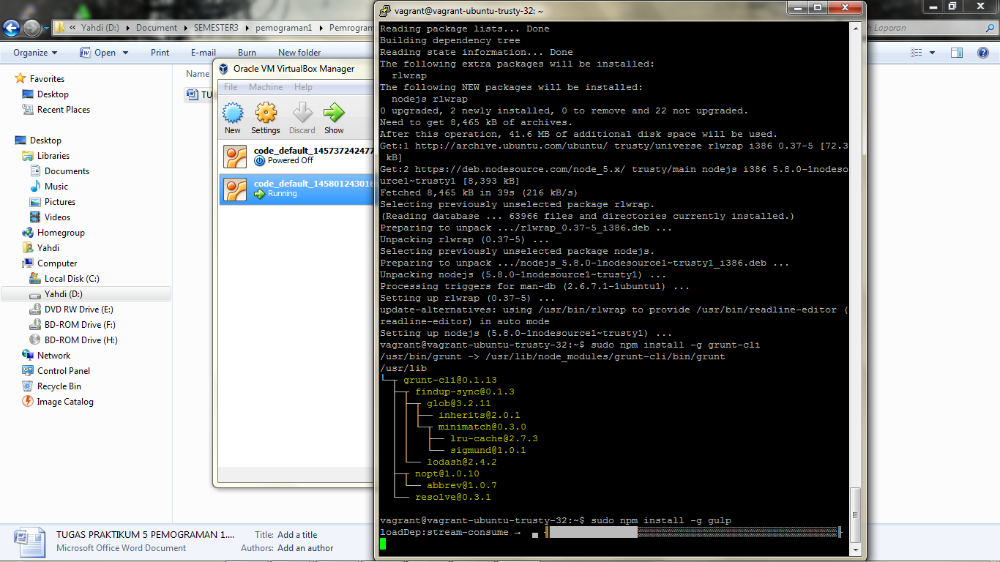 Yahdi (D:) Document SEMESTER3 pemograman1
Laporan
Organize Open Print E-mail Burn New folder
Name
TU
Favorites
Desktop
Recent Places
Desktop
Libraries
Documents
Music
Pictures
Videos
Homegroup
Yahdi
Computer
Local Disk (C:)
Yahdi (D:)
DVD RW Drive (E:)
BD-ROM Drive (F:)
BD-ROM Drive (H:)
Network
Control Panel
Recycle Bin
Image Catalog
TUGAS PRAKTIKUM 5 PEMOGRAMAN 1.... Title: Add a title
Microsoft Office Word Document Authors: Add an author
Oracle VM VirtualBox Manager
File Machine Help
New Settings Discard Show
code_default_145737242477
Powered Off
code_default_145801243016
Running
vagrant@vagrant-ubuntu-trusty-32: ~
Reading package lists... Done
Building dependency tree
Reading state information... Done
The following extra packages will be installed:
rlwrap
The following NEW packages will be installed:
nodejs rlwrap
0 upgraded, 2 newly installed, 0 to remove and 22 not upgraded.
Need to get 8,465 kB of archives.
After this operation, 41.6 MB of additional disk space will be used.
Get:1 http://archive.ubuntu.com/ubuntu/ trusty/universe rlwrap i386 0.37-5 [72.3
kB]
Get:2 https://deb.nodesource.com/node_5.x/ trusty/main nodejs i386 5.8.0-1nodeso
urce1~trusty1 [8,393 kB]
Fetched 8,465 kB in 39s (216 kB/s)
Selecting previously unselected package rlwrap.
(Reading database ... 63966 files and directories currently installed.)
Preparing to unpack .../rlwrap_0.37-5_i386.deb ...
Unpacking rlwrap (0.37-5) ...
Selecting previously unselected package nodejs.
Preparing to unpack .../nodejs_5.8.0-1nodesource1~trusty1_i386.deb ...
Unpacking nodejs (5.8.0-1nodesource1~trusty1) ...
Processing triggers for man-db (2.6.7.1-1ubuntu1) ...
Setting up rlwrap (0.37-5) ...
update-alternatives: using /usr/bin/rlwrap to provide /usr/bin/readline-editor (
readline-editor) in auto mode
Setting up nodejs (5.8.0-1nodesource1~trusty1) ...
vagrant@vagrant-ubuntu-trusty-32:~$ sudo npm install -g grunt-cli
/usr/bin/grunt -> /usr/lib/node_modules/grunt-cli/bin/grunt
/usr/lib
└─┬ grunt-cli@0.1.13
  ├─┬ findup-sync@0.1.3
  │ ├─┬ glob@3.2.11
  │ │ ├── inherits@2.0.1
  │ │ └─┬ minimatch@0.3.0
  │ │   ├── lru-cache@2.7.3
  │ │   └── sigmund@1.0.1
  │ └── lodash@2.4.2
  ├─┬ nopt@1.0.10
  │ └── abbrev@1.0.7
  └── resolve@0.3.1
vagrant@vagrant-ubuntu-trusty-32:~$ sudo npm install -g gulp
loadDep:stream-consume →